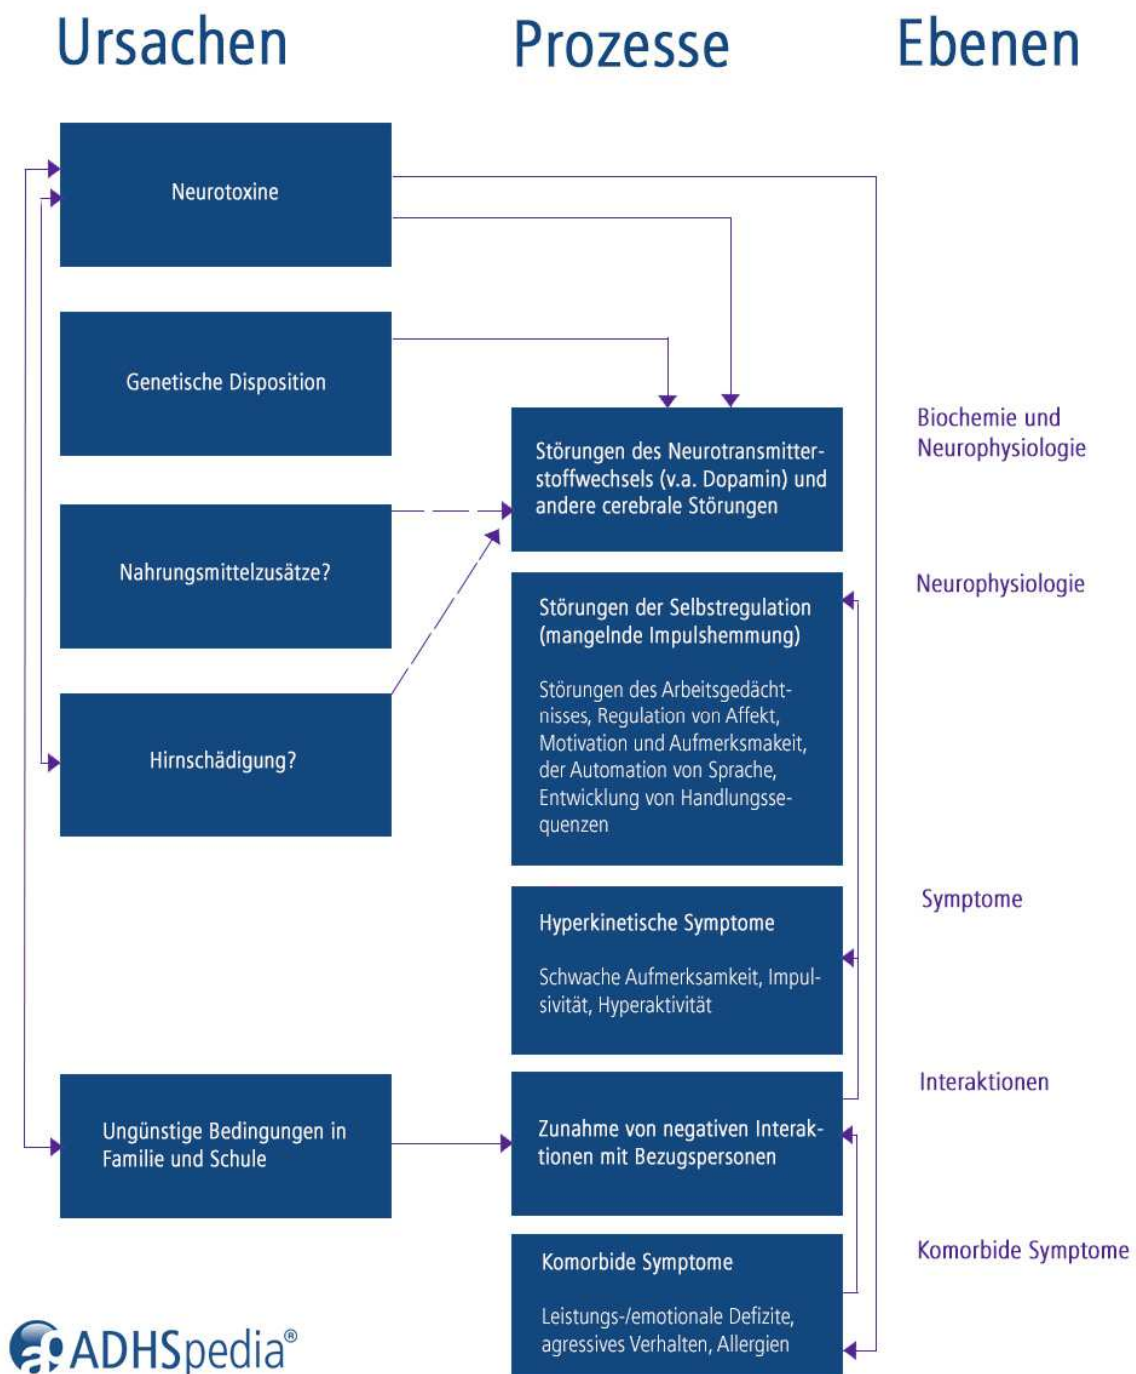 Ursachen
Prozesse
Ebenen
Neurotoxine
Genetische Disposition
Nahrungsmittelzusätze?
Hirnschädigung?
Ungünstige Bedingungen in
Familie und Schule
Störungen des Neurotransmitter-
stoffwechsels (v.a. Dopamin) und
andere cerebrale Störungen
Störungen der Selbstregulation
(mangelnde Impulshemmung)
Störungen des Arbeitsgedächt-
nisses, Regulation von Affekt,
Motivation und Aufmerksmakeit,
der Automation von Sprache,
Entwicklung von Handlungsse-
quenzen
Hyperkinetische Symptome
Schwache Aufmerksamkeit, Impul-
sivität, Hyperaktivität
Zunahme von negativen Interak-
tionen mit Bezugspersonen
Komorbide Symptome
Leistungs-/emotionale Defizite,
agressives Verhalten, Allergien
Biochemie und
Neurophysiologie
Neurophysiologie
Symptome
Interaktionen
Komorbide Symptome
ADHSpedia®